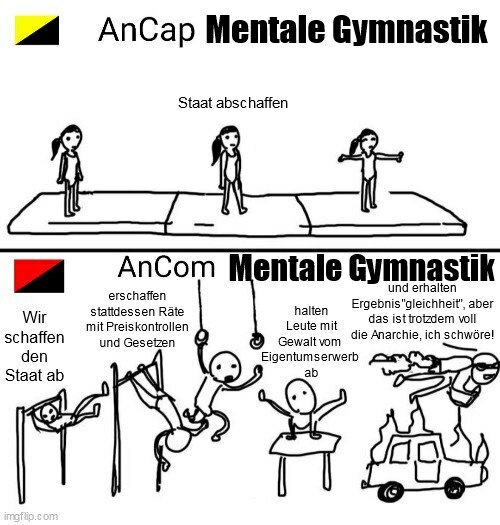 AnCap Mentale Gymnastik
Staat abschaffen
AnCom Mentale Gymnastik
Wir
schaffen
den
Staat ab
erschaffen
stattdessen Räte
mit Preiskontrollen
und Gesetzen
halten
Leute mit
Gewalt vom
Eigentumserwerb
ab
und erhalten
Ergebnis"gleichheit", aber
das ist trotzdem voll
die Anarchie, ich schwöre!
imgflip.com